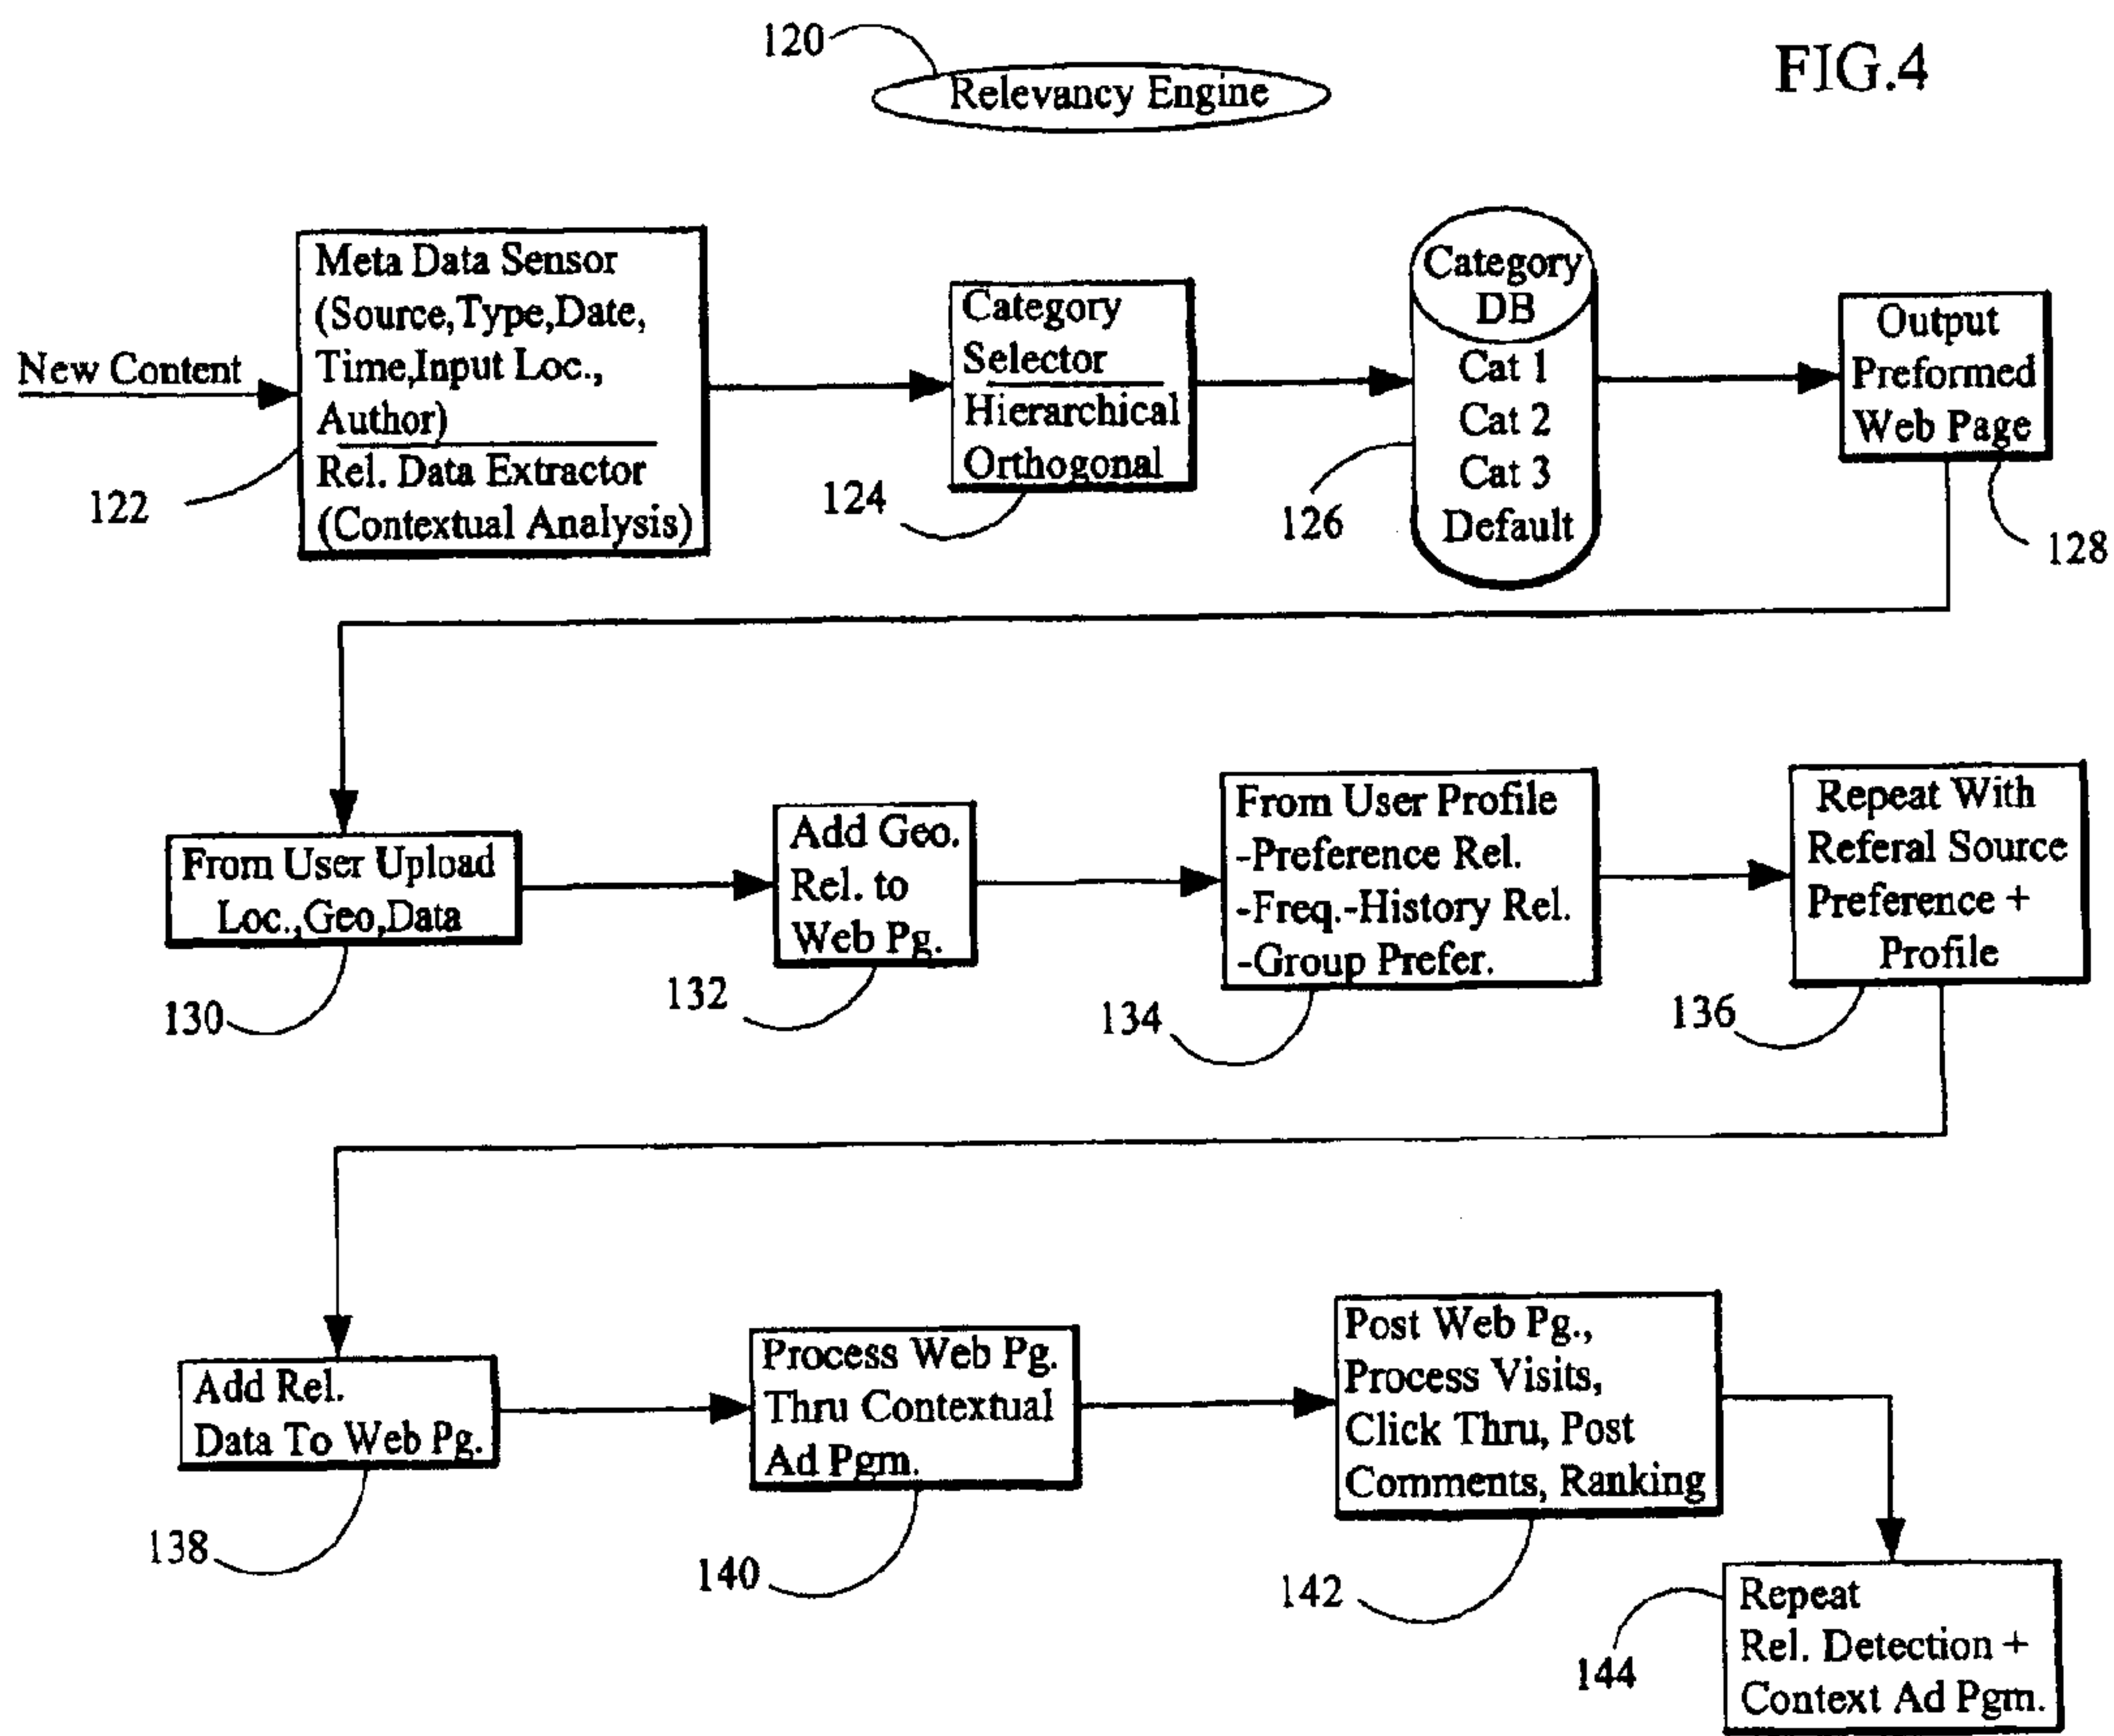 120
Relevancy Engine
FIG.4
New Content
Meta Data Sensor
(Source,Type,Date,
Time,Input Loc.,
Author)
Rel. Data Extractor
(Contextual Analysis)
122
Category
Selector
Hierarchical
Orthogonal
124
Category
DB
Cat 1
Cat 2
Cat 3
Default
126
Output
Preformed
Web Page
128
From User Upload
Loc.,Geo,Data
130
Add Geo.
Rel. to
Web Pg.
132
From User Profile
-Preference Rel.
-Freq.-History Rel.
-Group Prefer.
134
Repeat With
Referal Source
Preference +
Profile
136
Add Rel.
Data To Web Pg.
138
Process Web Pg.
Thru Contextual
Ad Pgm.
140
Post Web Pg.,
Process Visits,
Click Thru, Post
Comments, Ranking
142
Repeat
Rel. Detection +
Context Ad Pgm.
144